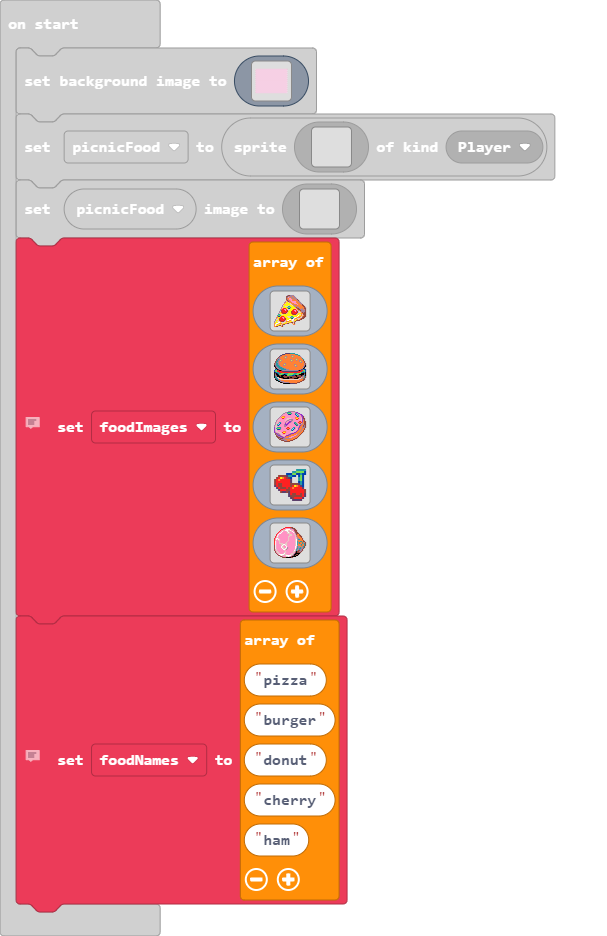 on start
set background image to
set picnicFood to sprite of kind Player
set picnicFood image to
array of
set foodImages to
array of
"pizza"
"burger"
set foodNames to "donut"
"cherry"
"ham"